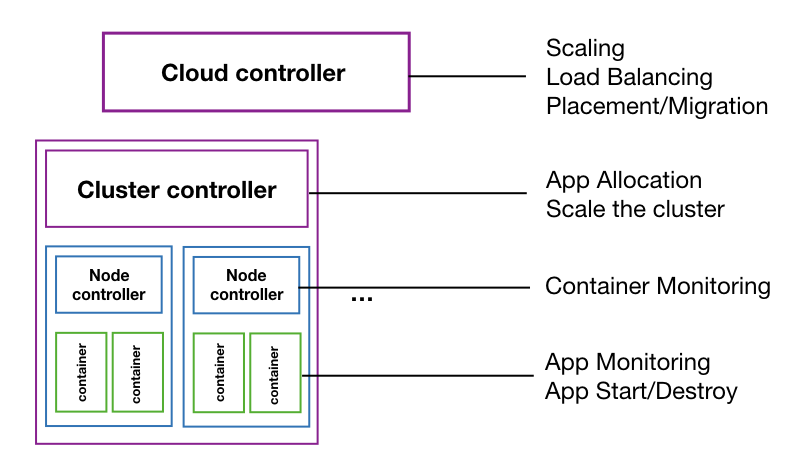 Cloud controller
Scaling
Load Balancing
Placement/Migration
Cluster controller
App Allocation
Scale the cluster
Node
controller
Node
controller
...
Container Monitoring
container
container
container
container
App Monitoring
App Start/Destroy